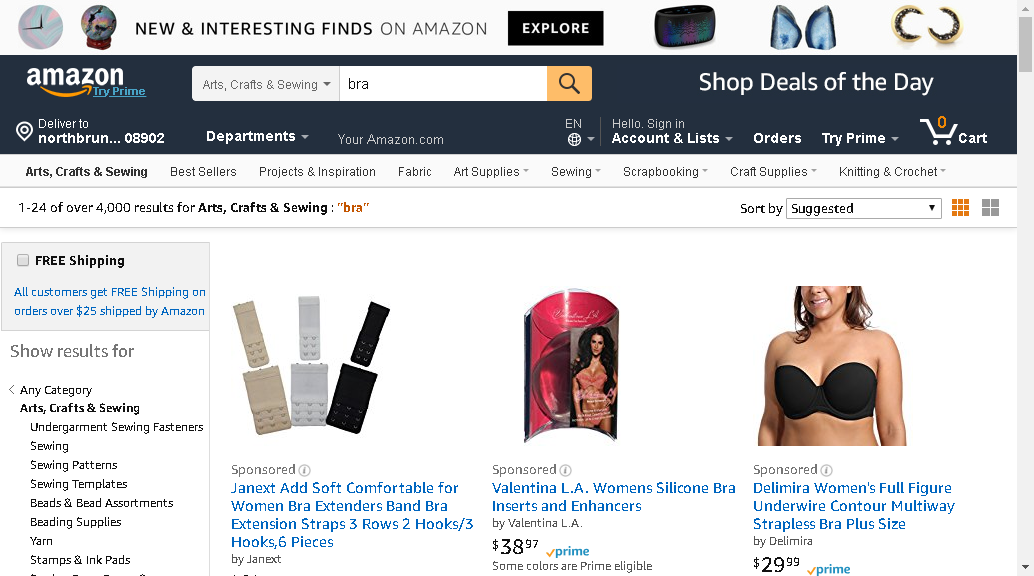 NEW & INTERESTING FINDS ON AMAZON
EXPLORE
amazon
Try Prime
Arts, Crafts & Sewing
bra
Shop Deals of the Day
Deliver to
northbrun... 08902
Departments
Your Amazon.com
EN
Hello. Sign in
Account & Lists
Orders
Try Prime
0
Cart
Arts, Crafts & Sewing
Best Sellers
Projects & Inspiration
Fabric
Art Supplies
Sewing
Scrapbooking
Craft Supplies
Knitting & Crochet
1-24 of over 4,000 results for Arts, Crafts & Sewing : "bra"
Sort by
Suggested
FREE Shipping
All customers get FREE Shipping on
orders over $25 shipped by Amazon
Show results for
Any Category
Arts, Crafts & Sewing
Undergarment Sewing Fasteners
Sewing
Sewing Patterns
Sewing Templates
Beads & Bead Assortments
Beading Supplies
Yarn
Stamps & Ink Pads
Sponsored
Janext Add Soft Comfortable for
Women Bra Extenders Band Bra
Extension Straps 3 Rows 2 Hooks/3
Hooks,6 Pieces
by Janext
Valentina L.A.
Sponsored
Valentina L.A. Womens Silicone Bra
Inserts and Enhancers
by Valentina L.A.
$38 97 prime
Some colors are Prime eligible
Sponsored
Delimira Women's Full Figure
Underwire Contour Multiway
Strapless Bra Plus Size
by Delimira
$29 99 prime